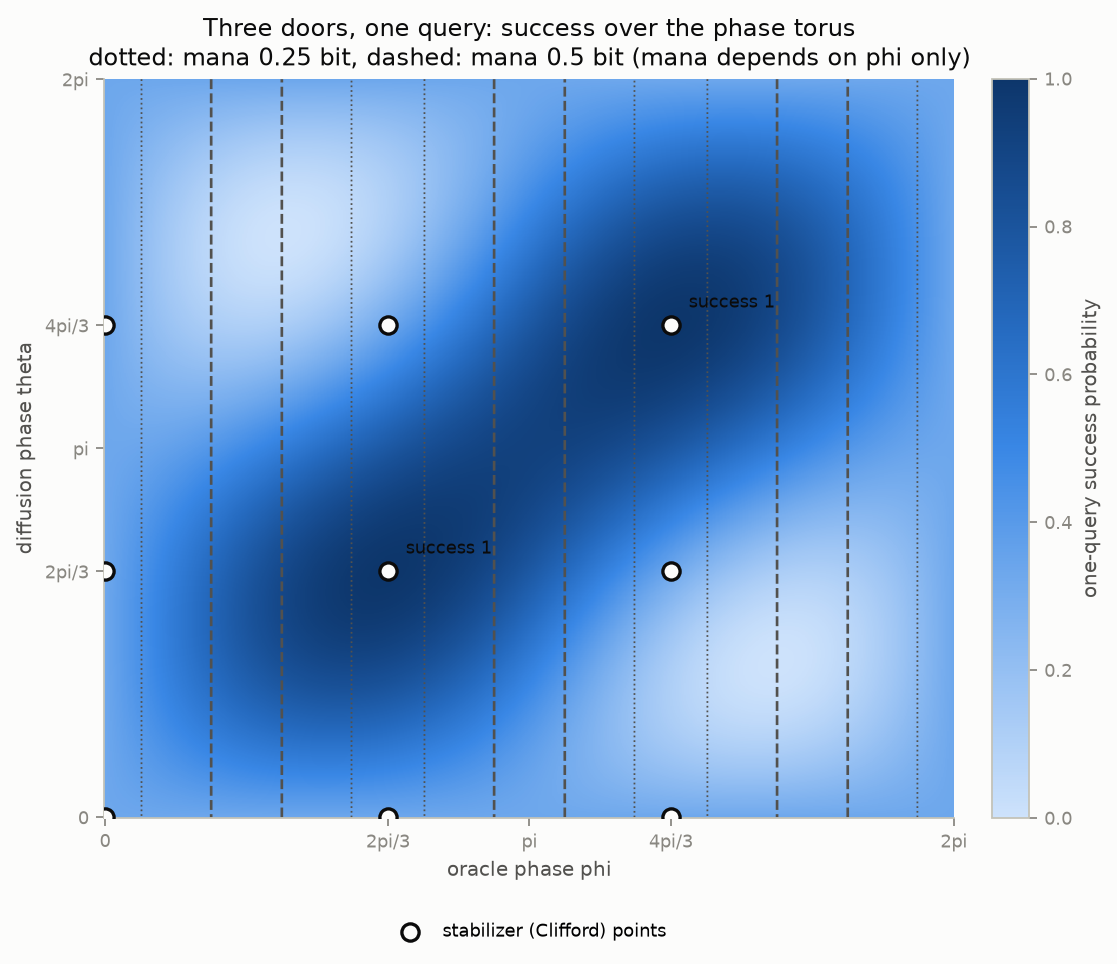 Three doors, one query: success over the phase torus
dotted: mana 0.25 bit, dashed: mana 0.5 bit (mana depends on phi only)
2pi
4pi/3
pi
2pi/3
0
diffusion phase theta
success 1
success 1
0
2pi/3
pi
4pi/3
2pi
oracle phase phi
1.0
0.8
0.6
0.4
0.2
0.0
one-query success probability
stabilizer (Clifford) points